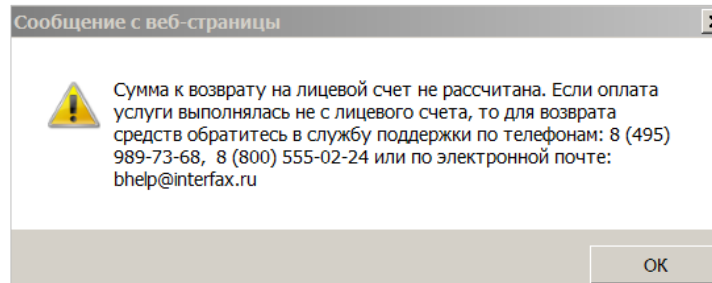 Сообщение с веб-страницы
Сумма к возврату на лицевой счет не рассчитана. Если оплата
услуги выполнялась не с лицевого счета, то для возврата
средств обратитесь в службу поддержки по телефонам: 8 (495)
989-73-68,  8 (800) 555-02-24 или по электронной почте:
bhelp@interfax.ru
ОК